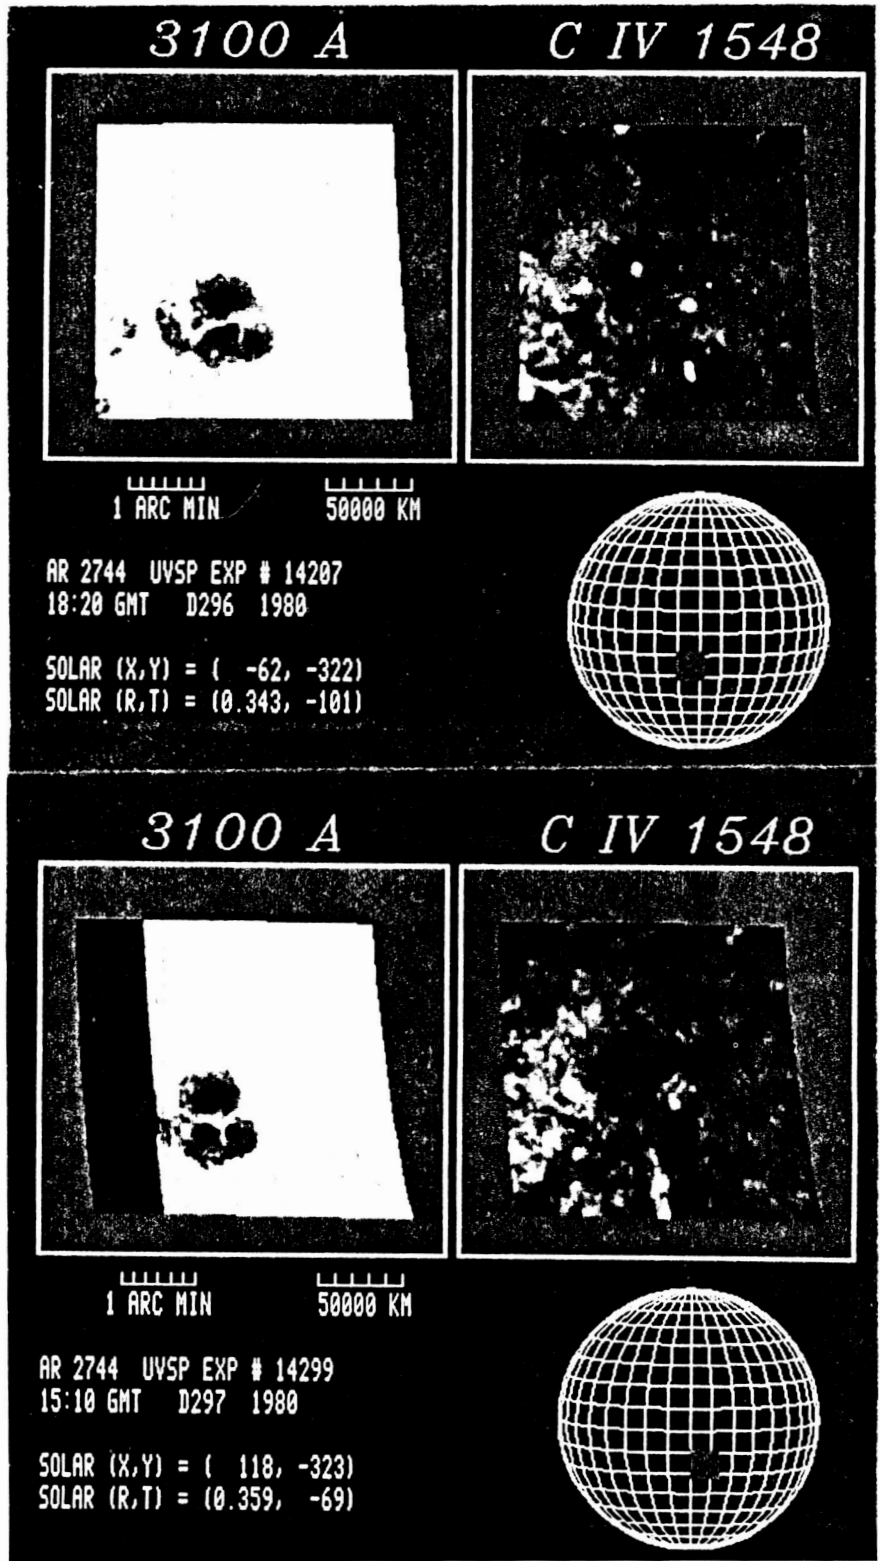 3100 A
C IV 1548
1 ARC MIN
50000 KM
AR 2744 UVSP EXP # 14207
18:20 GMT D296 1980
SOLAR (X,Y) = ( -62, -322)
SOLAR (R,T) = (0.343, -101)
3100 A
C IV 1548
1 ARC MIN
50000 KM
AR 2744 UVSP EXP # 14299
15:10 GMT D297 1980
SOLAR (X,Y) = ( 118, -323)
SOLAR (R,T) = (0.359, -69)